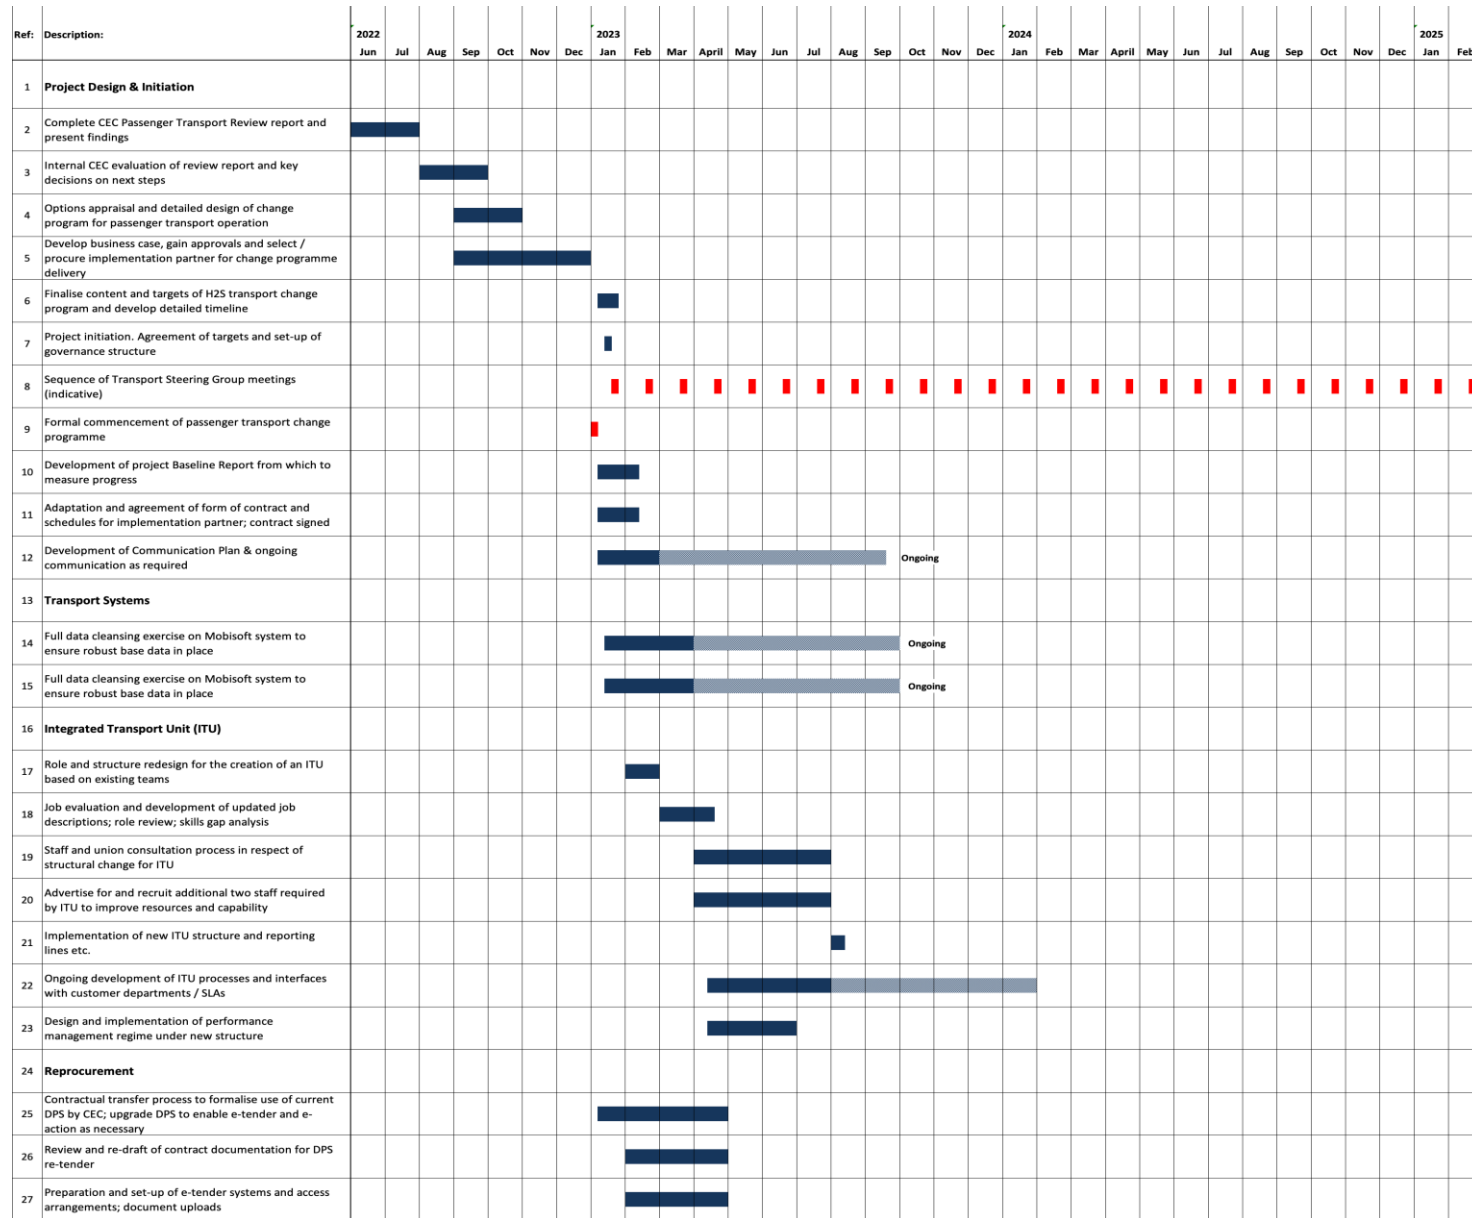 2022 2023 2024 2025
Ref: Description: Jun Jul Aug Sep Oct Nov Dec Jan Feb Mar April May Jun Jul Aug Sep Oct Nov Dec Jan Feb Mar April May Jun Jul Aug Sep Oct Nov Dec Jan Feb
1 Project Design & Initiation
2 Complete CEC Passenger Transport Review report and
present findings
3 Internal CEC evaluation of review report and key
decisions on next steps
4 Options appraisal and detailed design of change
program for passenger transport operation
5 Develop business case, gain approvals and select /
procure implementation partner for change programme
delivery
6 Finalise content and targets of H2S transport change
program and develop detailed timeline
7 Project initiation. Agreement of targets and set-up of
governance structure
8 Sequence of Transport Steering Group meetings
(indicative)
9 Formal commencement of passenger transport change
programme
10 Development of project Baseline Report from which to
measure progress
11 Adaptation and agreement of form of contract and
schedules for implementation partner; contract signed
12 Development of Communication Plan & ongoing
communication as required
Ongoing
13 Transport Systems
14 Full data cleansing exercise on Mobisoft system to
ensure robust base data in place
Ongoing
15 Full data cleansing exercise on Mobisoft system to
ensure robust base data in place
Ongoing
16 Integrated Transport Unit (ITU)
17 Role and structure redesign for the creation of an ITU
based on existing teams
18 Job evaluation and development of updated job
descriptions; role review; skills gap analysis
19 Staff and union consultation process in respect of
structural change for ITU
20 Advertise for and recruit additional two staff required
by ITU to improve resources and capability
21 Implementation of new ITU structure and reporting
lines etc.
22 Ongoing development of ITU processes and interfaces
with customer departments / SLAs
23 Design and implementation of performance
management regime under new structure
24 Reprocurement
25 Contractual transfer process to formalise use of current
DPS by CEC; upgrade DPS to enable e-tender and e-
action as necessary
26 Review and re-draft of contract documentation for DPS
re-tender
27 Preparation and set-up of e-tender systems and access
arrangements; document uploads